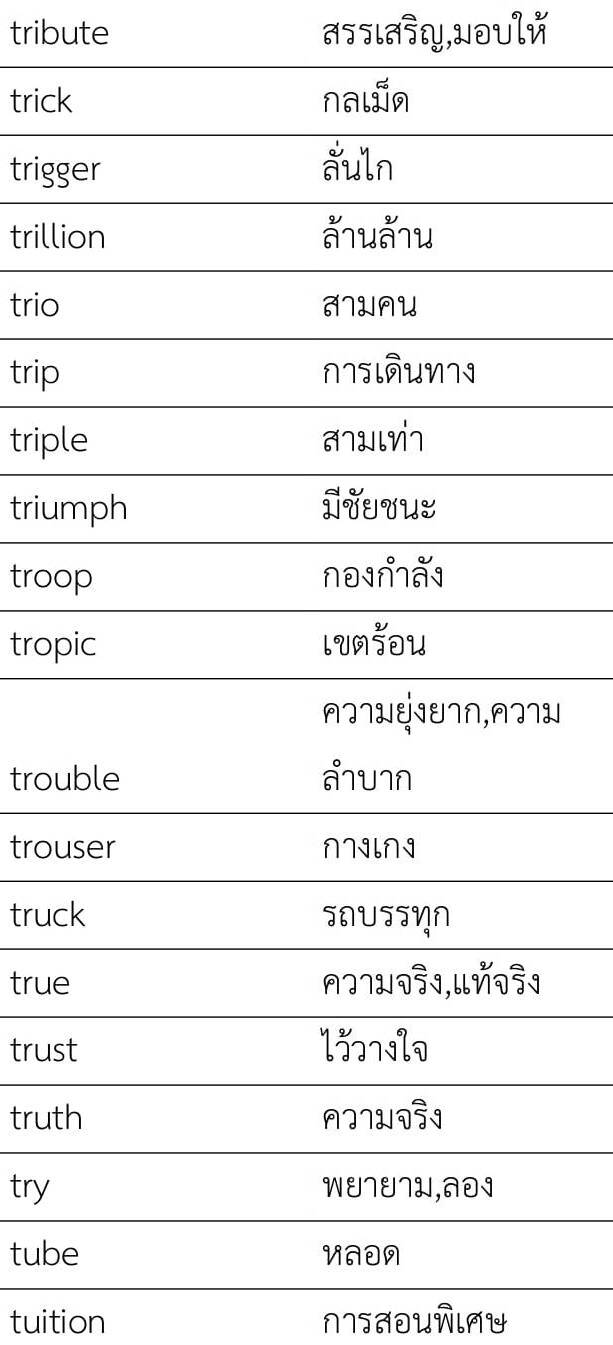 tribute สรรเสริญ,มอบให้
trick กลเม็ด
trigger ลั่นไก
trillion ล้านล้าน
trio สามคน
trip การเดินทาง
triple สามเท่า
triumph มีชัยชนะ
troop กองกำลัง
tropic เขตร้อน
ความยุ่งยาก,ความ
trouble ลำบาก
trouser กางเกง
truck รถบรรทุก
true ความจริง,แท้จริง
trust ไว้วางใจ
truth ความจริง
try พยายาม,ลอง
tube หลอด
tuition การสอนพิเศษ